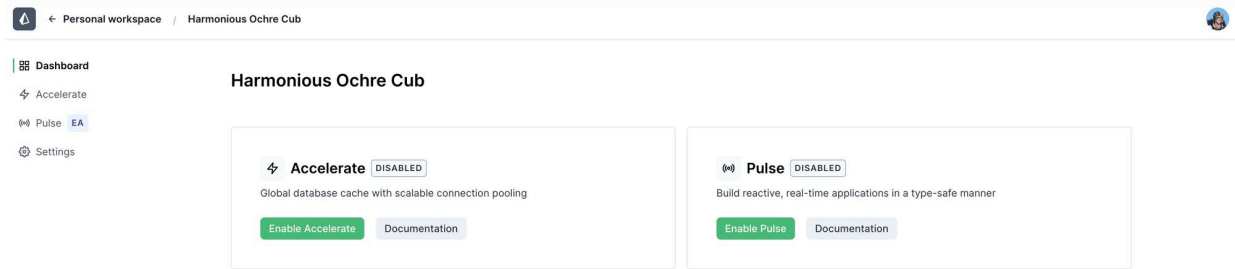 ← Personal workspace / Harmonious Ochre Cub
Dashboard
Accelerate
Pulse EA
Settings
Harmonious Ochre Cub
Accelerate DISABLED
Global database cache with scalable connection pooling
Enable Accelerate Documentation
Pulse DISABLED
Build reactive, real-time applications in a type-safe manner
Enable Pulse Documentation